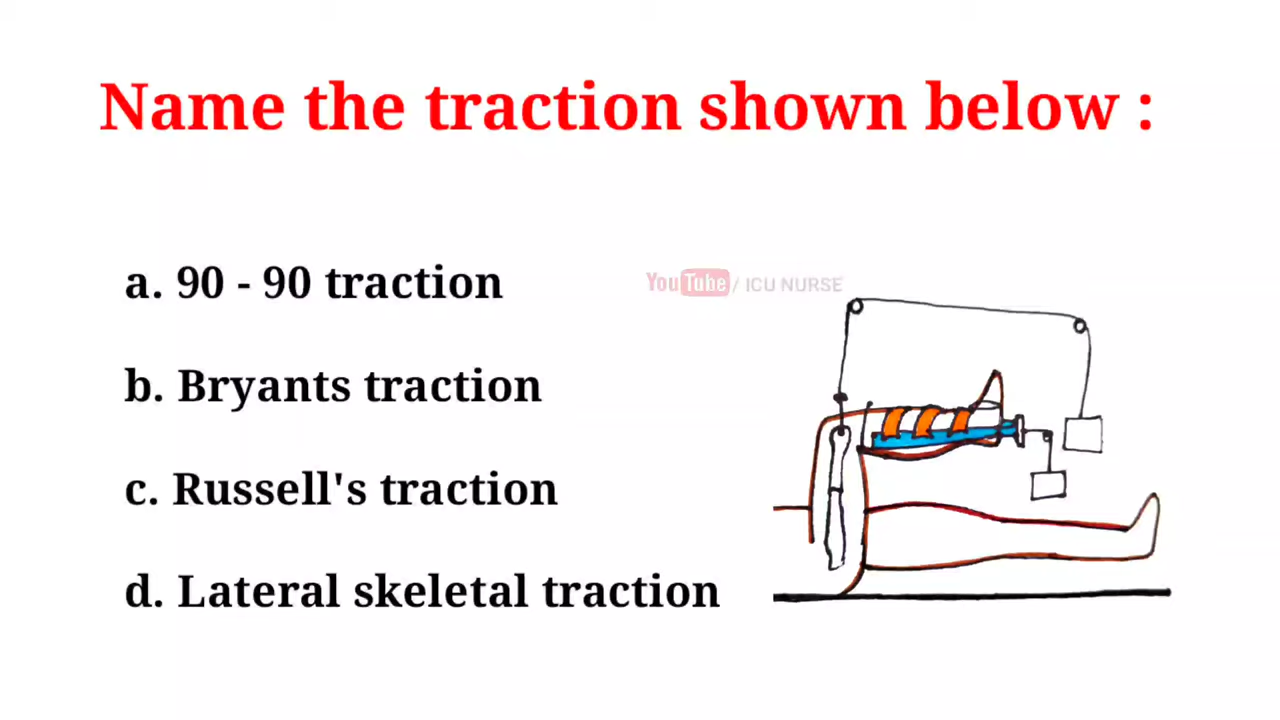 Name the traction shown below :
a. 90 - 90 traction
YouTube / ICU NURSE
b. Bryants traction
c. Russell's traction
d. Lateral skeletal traction